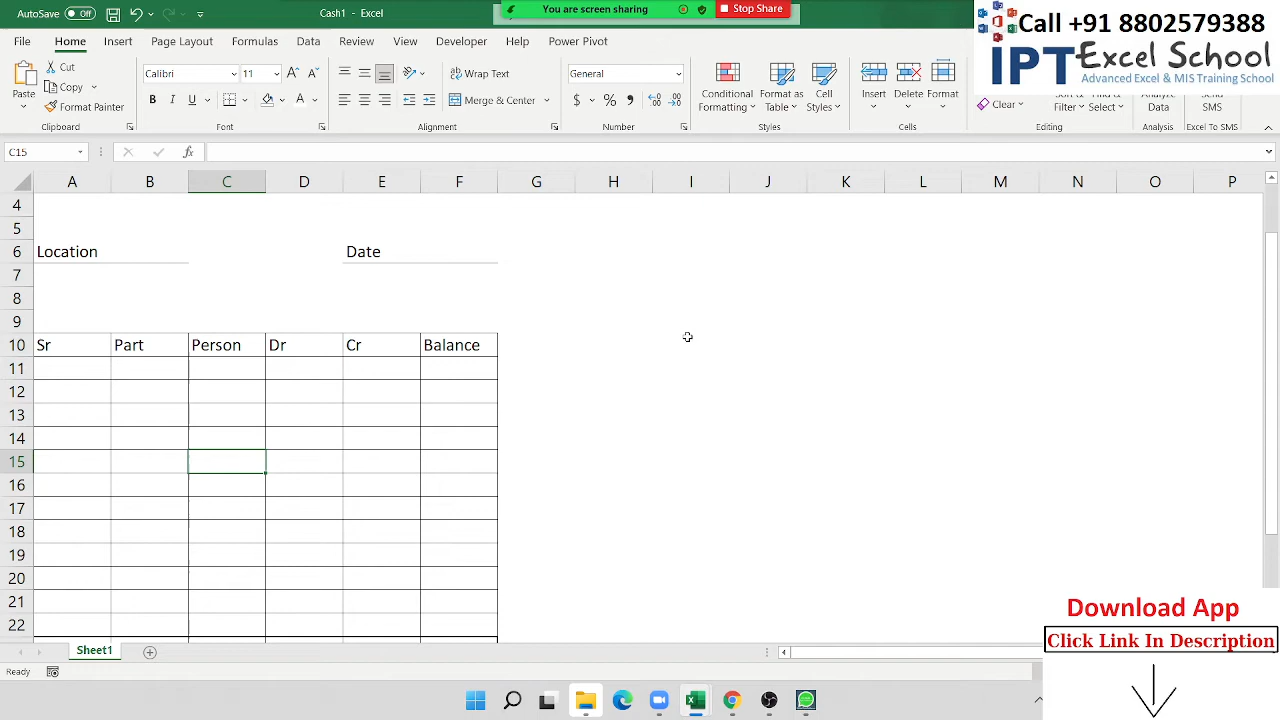 AutoSave Off
Cash1 - Excel
You are screen sharing
Stop Share
Call +91 8802579388
IPT Excel School
Advanced Excel & MIS Training School
File Home Insert Page Layout Formulas Data Review View Developer Help Power Pivot
Paste
Cut
Copy
Format Painter
Clipboard
Calibri 11
B I U
A
Font
ab Wrap Text
Merge & Center
Alignment
General
$ % ,
Number
Conditional Formatting
Format as Table
Cell Styles
Styles
Insert Delete Format
Cells
Clear
Filter
Select
Editing
Data
Analysis
SMS
Excel To SMS
C15
fx
A B C D E F G H I J K L M N O P
4
5
6 Location Date
7
8
9
10 Sr Part Person Dr Cr Balance
11
12
13
14
15
16
17
18
19
20
21
22
Sheet1
Ready
Download App
Click Link In Description